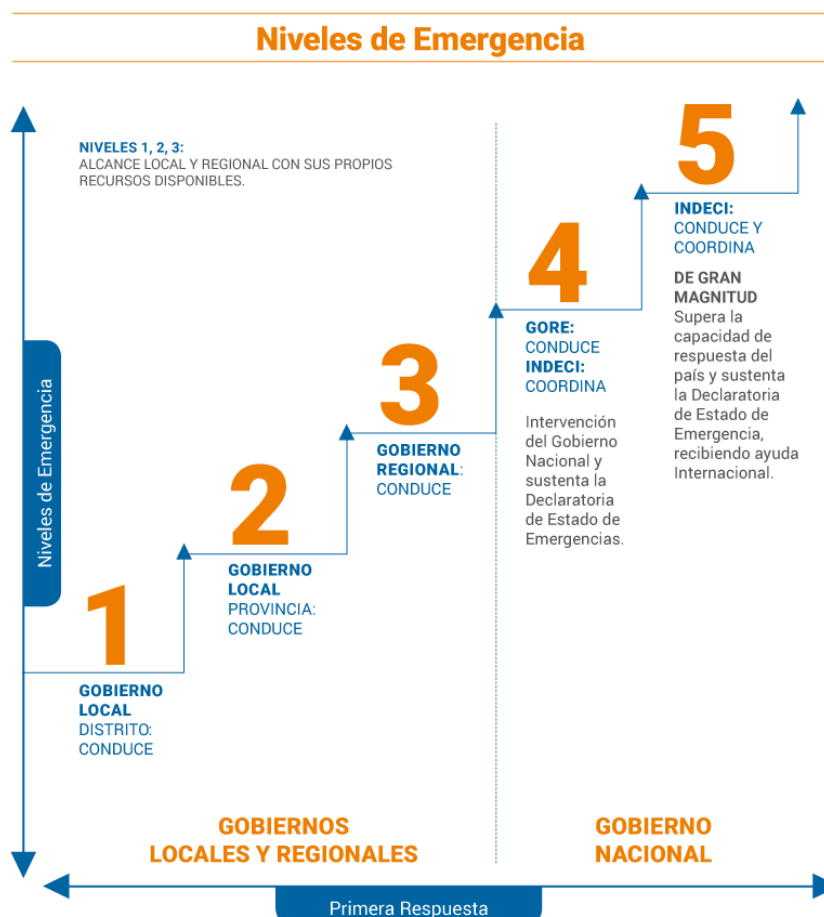 Niveles de Emergencia
NIVELES 1, 2, 3:
ALCANCE LOCAL Y REGIONAL CON SUS PROPIOS
RECURSOS DISPONIBLES.
Niveles de Emergencia
1
GOBIERNO
LOCAL
DISTRITO:
CONDUCE
2
GOBIERNO
LOCAL
PROVINCIA:
CONDUCE
3
GOBIERNO
REGIONAL:
CONDUCE
4
GORE:
CONDUCE
INDECI:
COORDINA
Intervención
del Gobierno
Nacional y
sustenta la
Declaratoria
de Estado de
Emergencias.
5
INDECI:
CONDUCE Y
COORDINA
DE GRAN
MAGNITUD
Supera la
capacidad de
respuesta del
país y sustenta
la Declaratoria
de Estado de
Emergencia,
recibiendo ayuda
Internacional.
GOBIERNOS
LOCALES Y REGIONALES
GOBIERNO
NACIONAL
Primera Respuesta